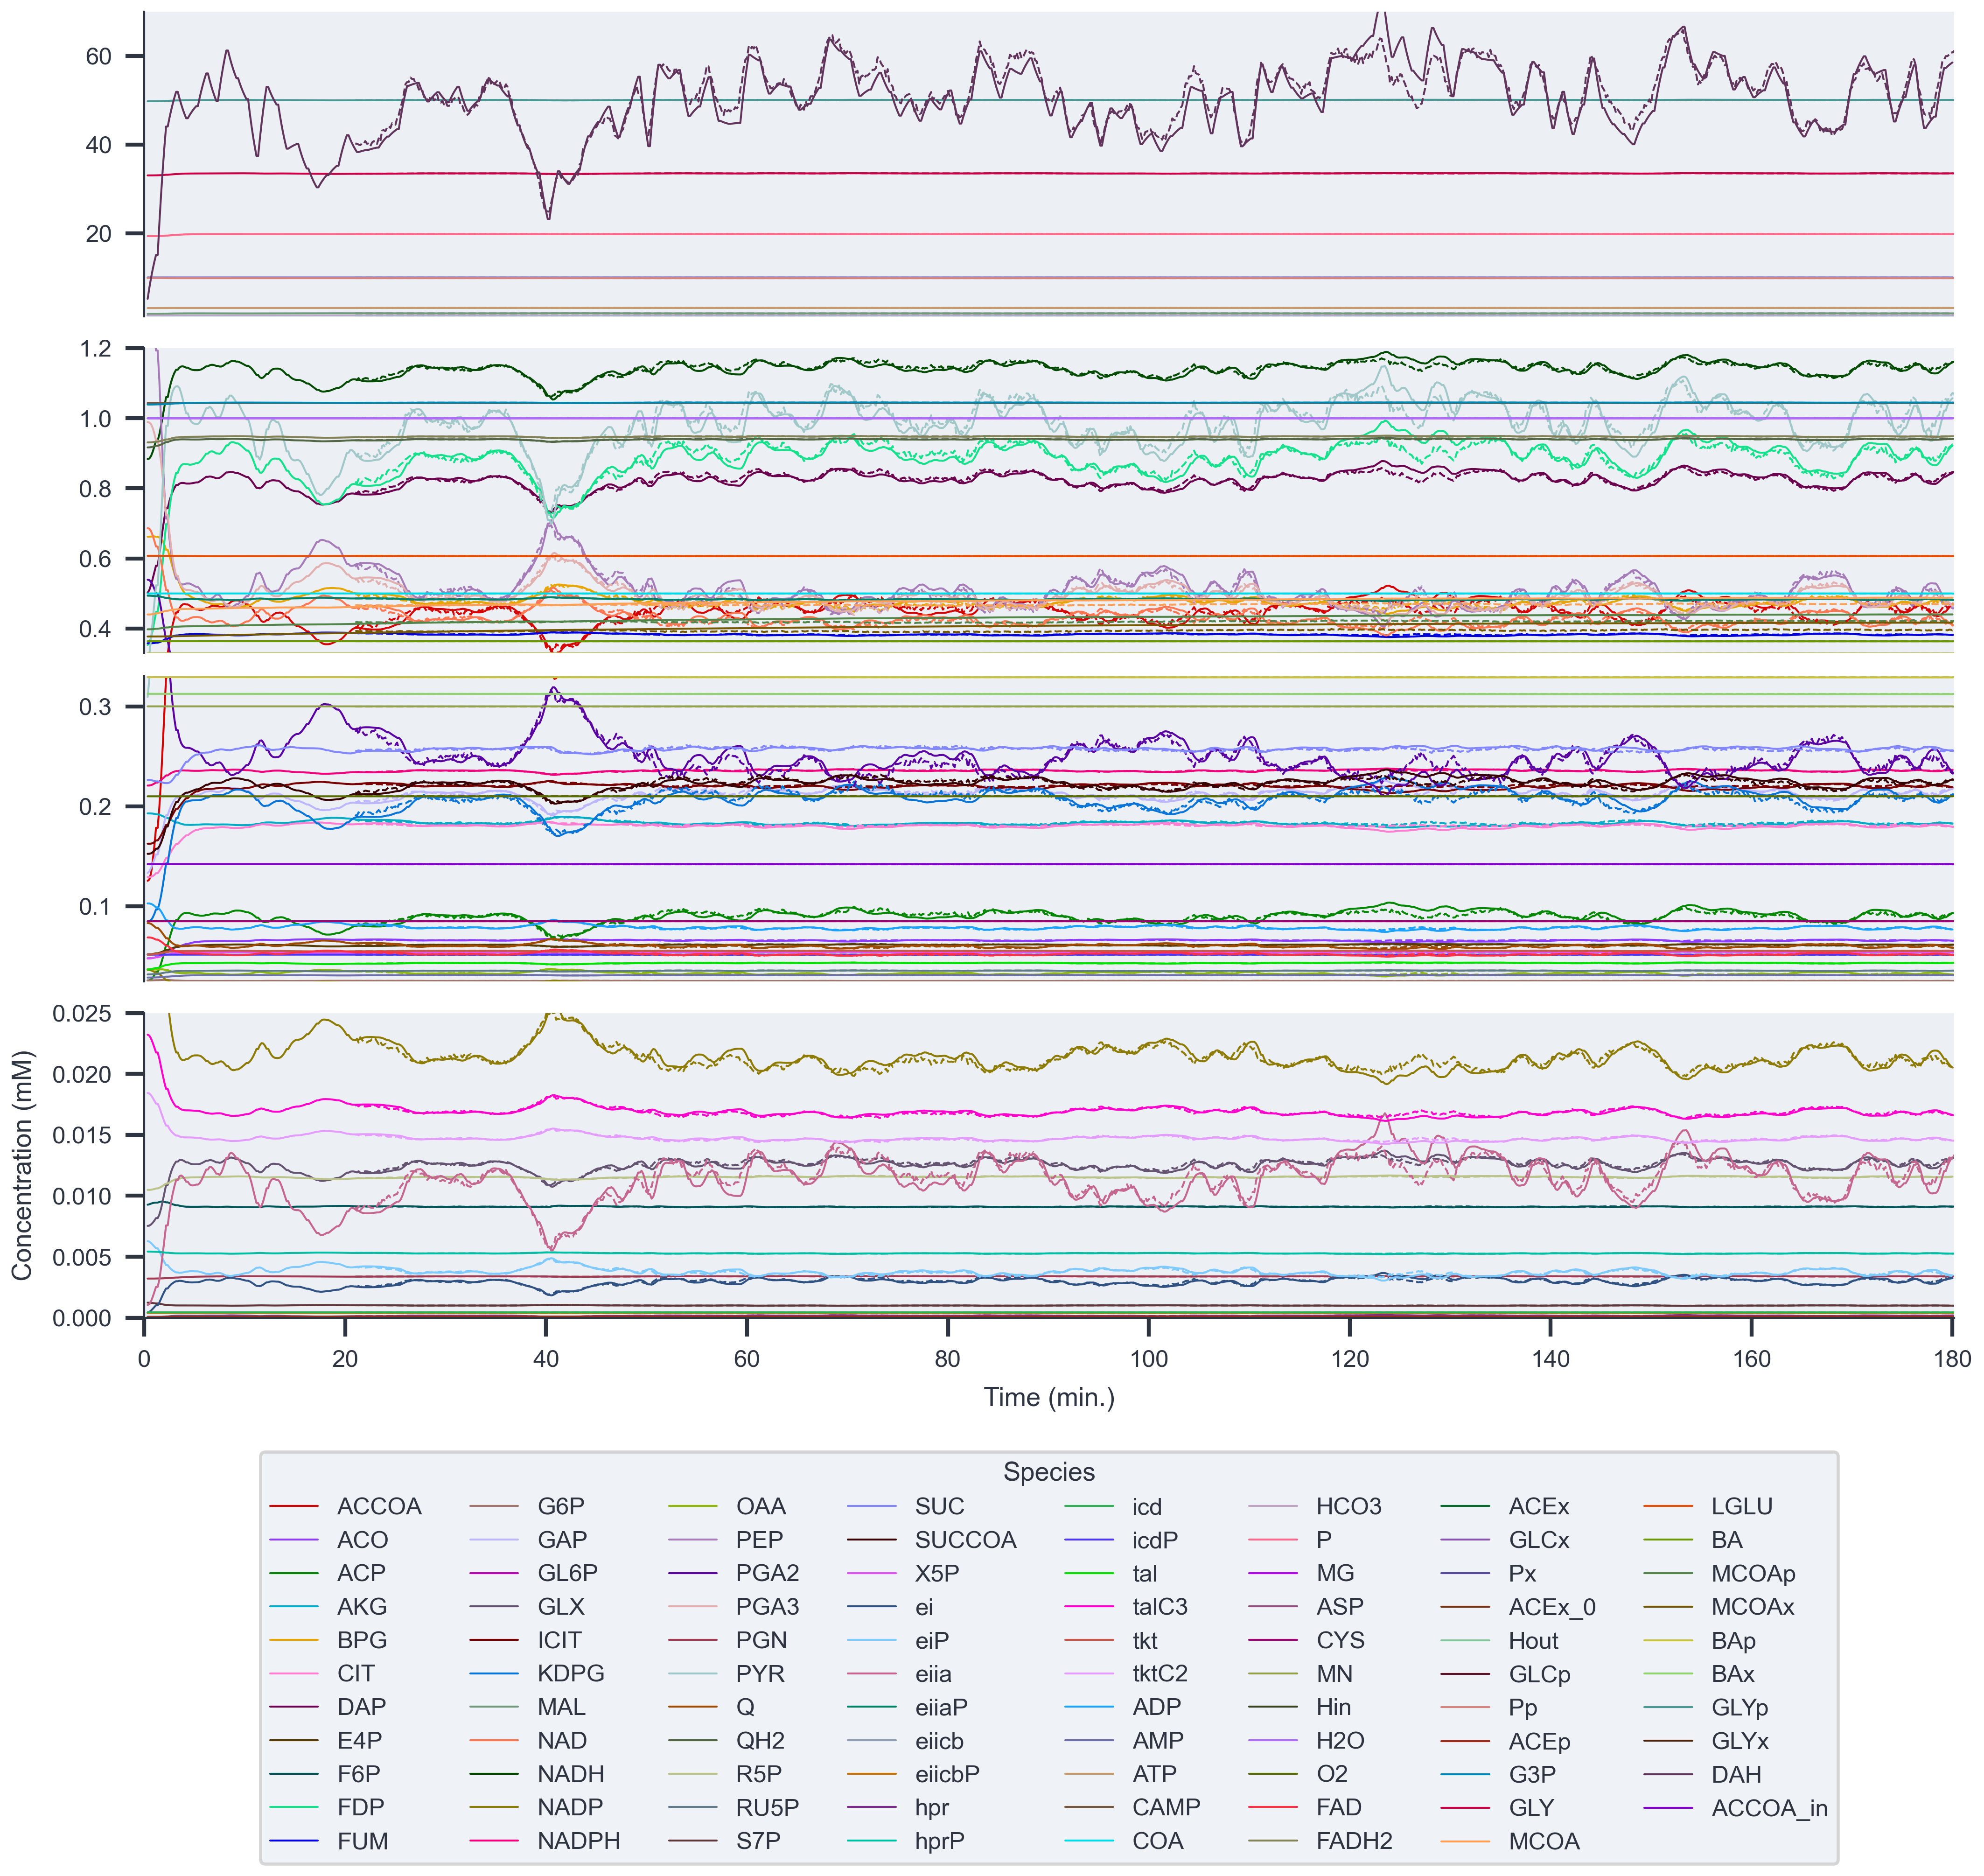 60
40
20
1.2
1.0
0.8
0.6
0.4
0.3
0.2
0.1
0.025
0.020
0.015
0.010
0.005
0.000
Concentration (mM)
0 20 40 60 80 100 120 140 160 180
Time (min.)
Species
ACCOA G6P OAA SUC icd HCO3 ACEx LGLU
ACO GAP PEP SUCCOA icdP P GLCx BA
ACP GL6P PGA2 X5P tal MG Px MCOAp
AKG GLX PGA3 ei talC3 ASP ACEx_0 MCOAx
BPG ICIT PGN eiP tkt CYS Hout BAp
CIT KDPG PYR eiia tktC2 MN GLCp BAx
DAP MAL Q eiiaP ADP Hin Pp GLYp
E4P NAD QH2 eiicb AMP H2O ACEp GLYx
F6P NADH R5P eiicbP ATP O2 G3P DAH
FDP NADP RU5P hpr CAMP FAD GLY ACCOA_in
FUM NADPH S7P hprP COA FADH2 MCOA